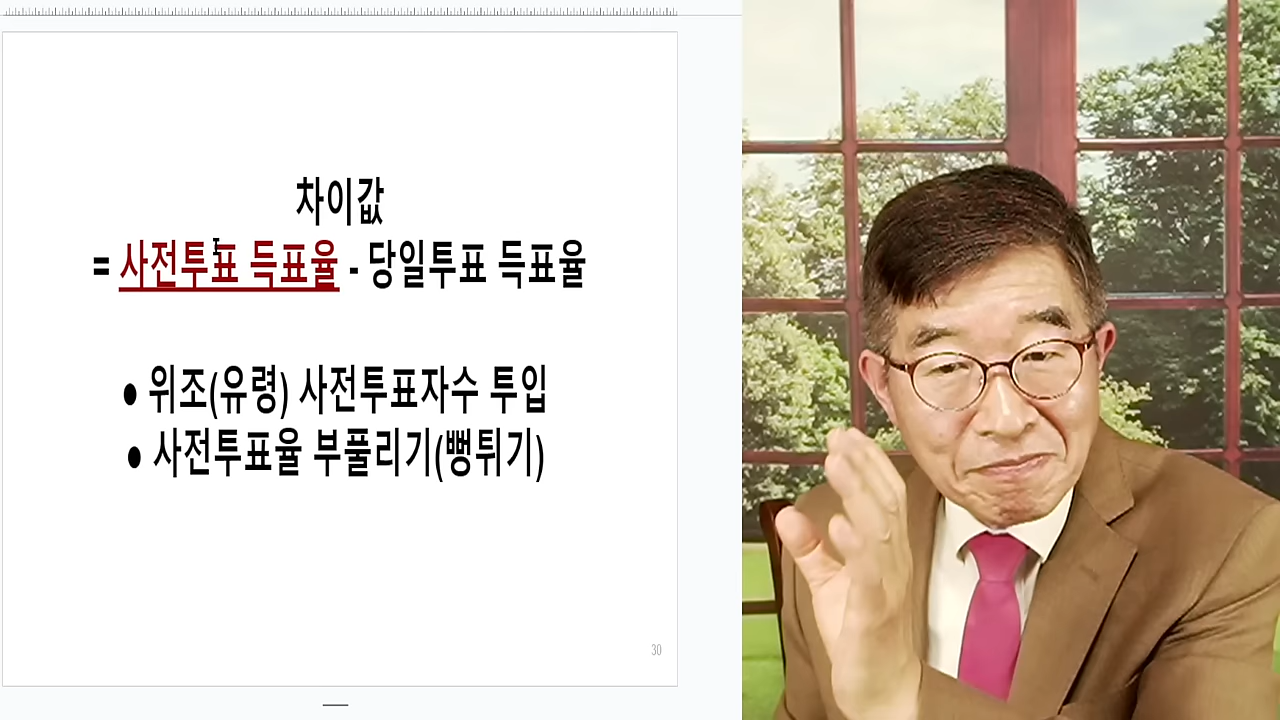 차이값
= 사전투표 득표율 - 당일투표 득표율
• 위조(유령) 사전투표자수 투입
• 사전투표율 부풀리기(뻥튀기)
30